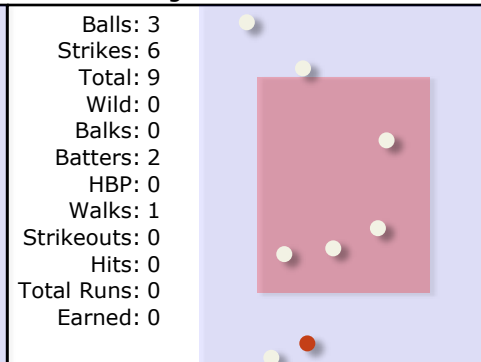 Balls: 3
Strikes: 6
Total: 9
Wild: 0
Balks: 0
Batters: 2
HBP: 0
Walks: 1
Strikeouts: 0
Hits: 0
Total Runs: 0
Earned: 0